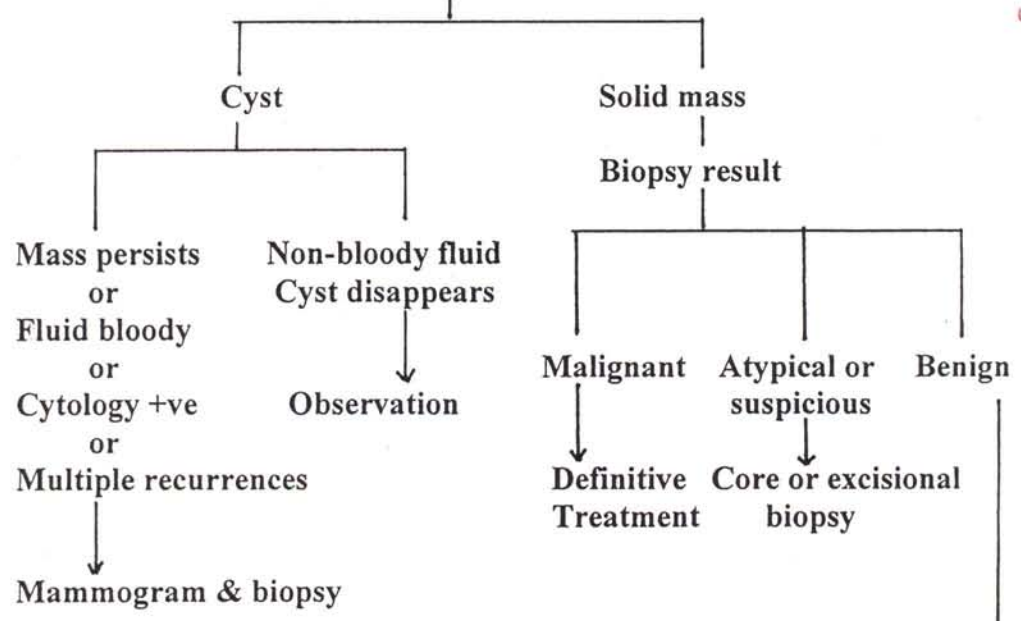 Cyst
Solid mass
Biopsy result
Mass persists
or
Fluid bloody
or
Cytology +ve
or
Multiple recurrences
Mammogram & biopsy
Non-bloody fluid
Cyst disappears
Observation
Malignant
Definitive
Treatment
Atypical or
suspicious
Core or excisional
biopsy
Benign